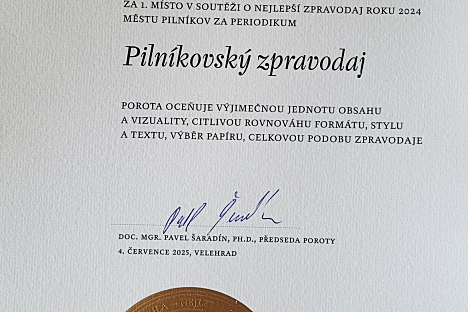 ZA 1. MÍSTO V SOUTĚŽI O NEJLEPŠÍ ZPRAVODAJ ROKU 2024
MĚSTU PILNÍKOV ZA PERIODIKUM
Pilníkovský zpravodaj
POROTA OCEŇUJE VÝJIMEČNOU JEDNOTU OBSAHU
A VIZUALITY, CITLIVOU ROVNOVÁHU FORMÁTU, STYLU
A TEXTU, VÝBĚR PAPÍRU, CELKOVOU PODOBU ZPRAVODAJE
DOC. MGR. PAVEL ŠARADÍN, PH.D., PŘEDSEDA POROTY
4. ČERVENCE 2025, VELEHRAD